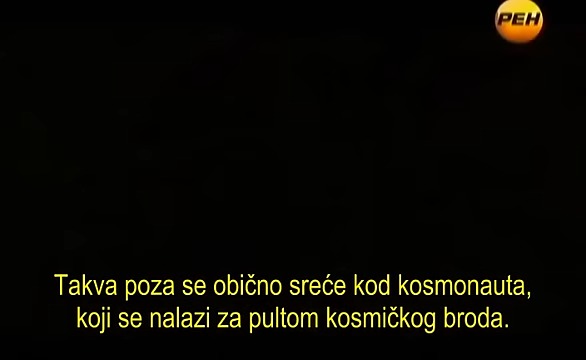 РЕН
Takva poza se obično sreće kod kosmonauta,
koji se nalazi za pultom kosmičkog broda.